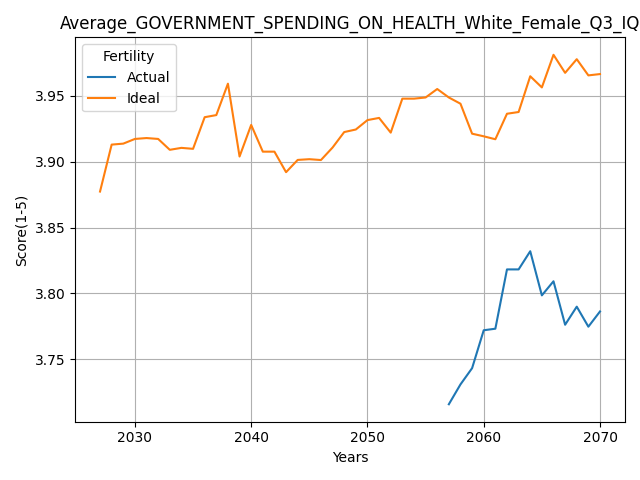 Average_GOVERNMENT_SPENDING_ON_HEALTH_White_Female_Q3_IQ
Fertility
Actual
Ideal
3.95
3.90
3.85
3.80
3.75
Score(1-5)
2030
2040
2050
2060
2070
Years